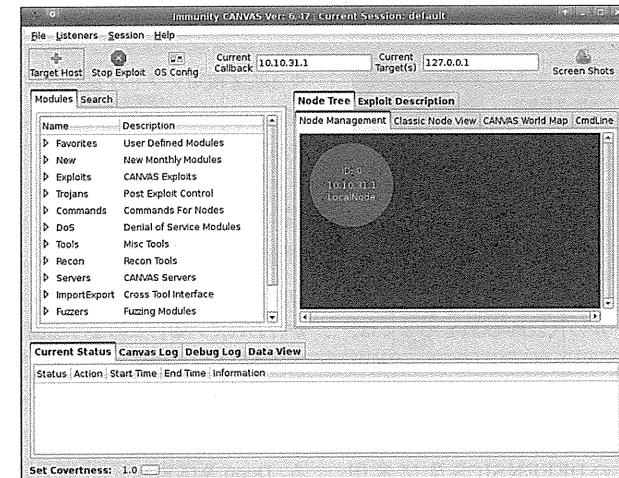 Immunity CANVAS Ver: 6.47 | Current Session: default
File Listeners Session Help
Target Host
Stop Exploit
OS Config
Current Callback 10.10.31.1
Current Target(s) 127.0.0.1
Screen Shots
Modules Search
Name Description
Favorites User Defined Modules
New New Monthly Modules
Exploits CANVAS Exploits
Trojans Post Exploit Control
Commands Commands For Nodes
DoS Denial of Service Modules
Tools Misc Tools
Recon Recon Tools
Servers CANVAS Servers
ImportExport Cross Tool Interface
Fuzzers Fuzzing Modules
Node Tree Exploit Description
Node Management Classic Node View CANVAS World Map CmdLine
ID: 0
10.10.31.1
LocalNode
Current Status Canvas Log Debug Log Data View
Status Action Start Time End Time Information
Set Covertness: 1.0